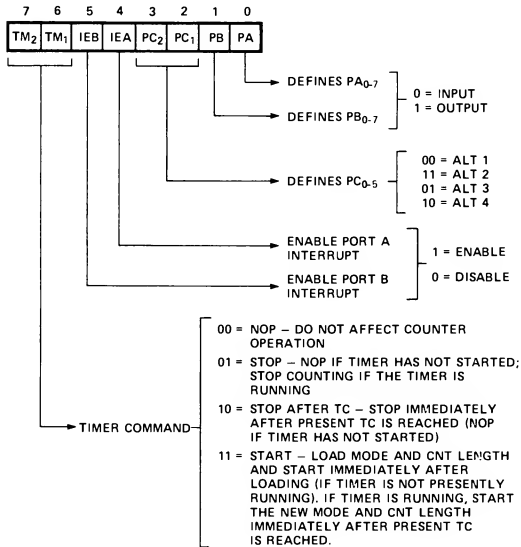 7 6 5 4 3 2 1 0
TM2 TM1 IEB IEA PC2 PC1 PB PA
DEFINES PA0-7
DEFINES PB0-7
0 = INPUT
1 = OUTPUT
DEFINES PC0-5
00 = ALT 1
11 = ALT 2
01 = ALT 3
10 = ALT 4
ENABLE PORT A
INTERRUPT
ENABLE PORT B
INTERRUPT
1 = ENABLE
0 = DISABLE
TIMER COMMAND
00 = NOP – DO NOT AFFECT COUNTER
OPERATION
01 = STOP – NOP IF TIMER HAS NOT STARTED;
STOP COUNTING IF THE TIMER IS
RUNNING
10 = STOP AFTER TC – STOP IMMEDIATELY
AFTER PRESENT TC IS REACHED (NOP
IF TIMER HAS NOT STARTED)
11 = START – LOAD MODE AND CNT LENGTH
AND START IMMEDIATELY AFTER
LOADING (IF TIMER IS NOT PRESENTLY
RUNNING). IF TIMER IS RUNNING, START
THE NEW MODE AND CNT LENGTH
IMMEDIATELY AFTER PRESENT TC
IS REACHED.